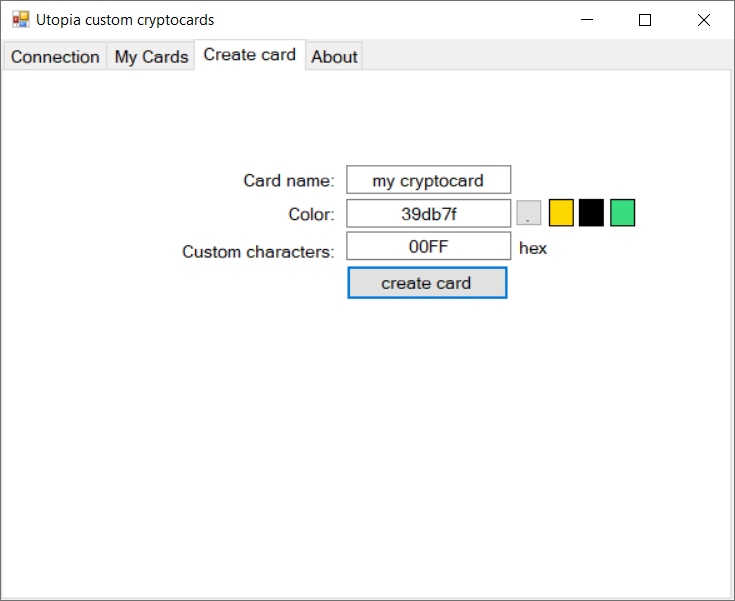 Utopia custom cryptocards
Connection My Cards Create card About
Card name: my cryptocard
Color: 39db7f .
Custom characters: 00FF hex
create card